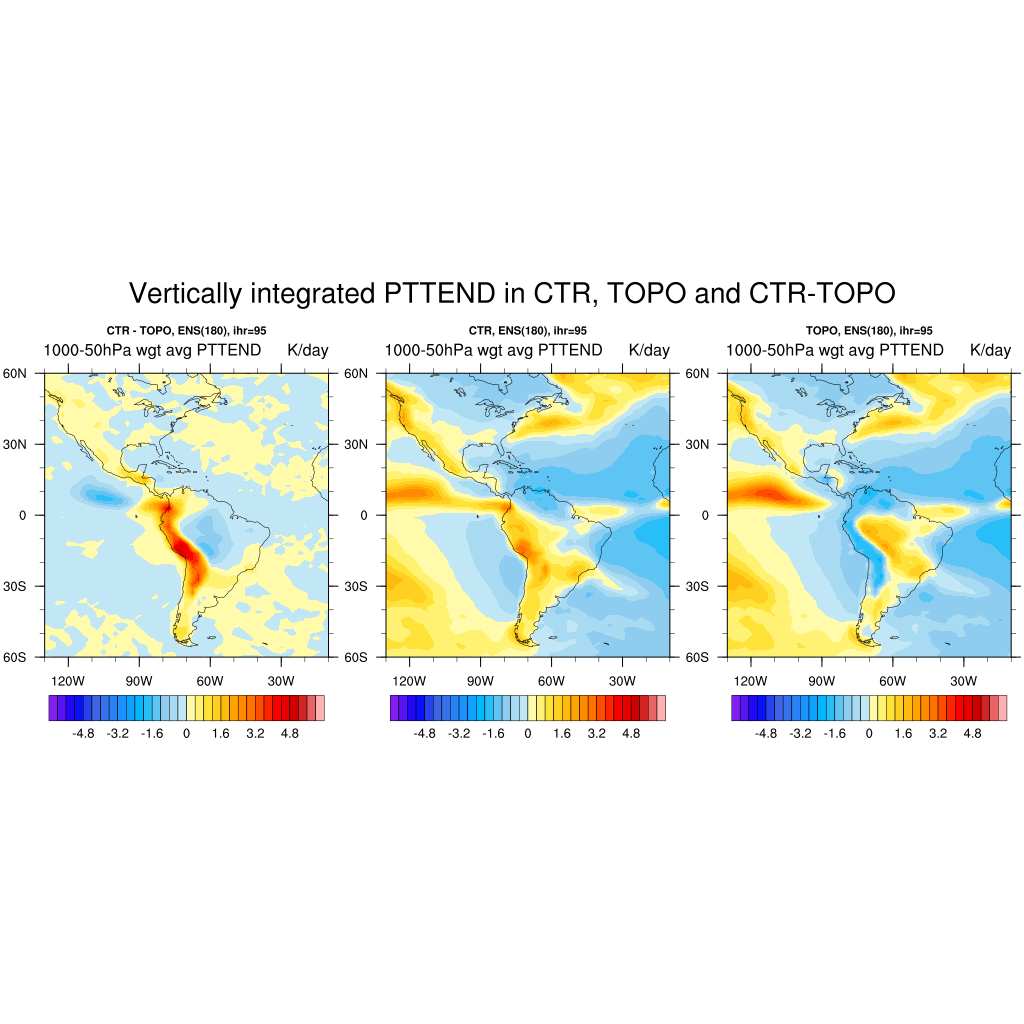 Vertically integrated PTTEND in CTR, TOPO and CTR-TOPO
CTR - TOPO, ENS(180), ihr=95
1000-50hPa wgt avg PTTEND K/day
60N
30N
0
30S
60S
120W 90W 60W 30W
-4.8 -3.2 -1.6 0 1.6 3.2 4.8
CTR, ENS(180), ihr=95
1000-50hPa wgt avg PTTEND K/day
60N
30N
0
30S
60S
120W 90W 60W 30W
-4.8 -3.2 -1.6 0 1.6 3.2 4.8
TOPO, ENS(180), ihr=95
1000-50hPa wgt avg PTTEND K/day
60N
30N
0
30S
60S
120W 90W 60W 30W
-4.8 -3.2 -1.6 0 1.6 3.2 4.8